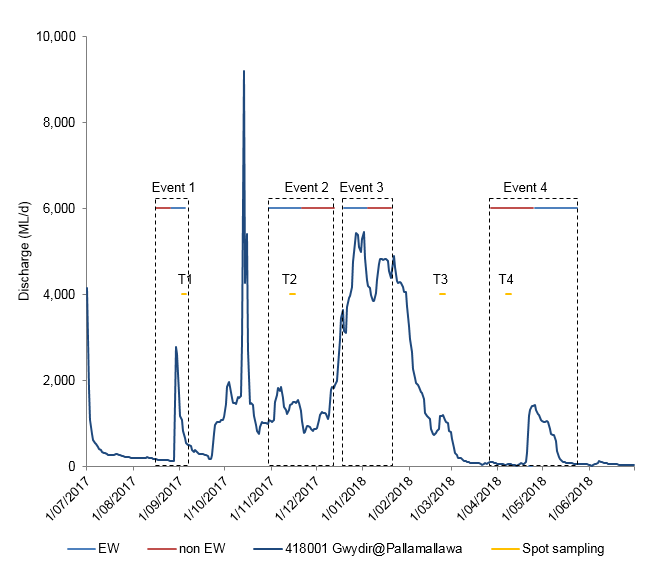 10,000
8,000
6,000
4,000
2,000
0
Discharge (ML/d)
Event 1
Event 2
Event 3
Event 4
T1
T2
T3
T4
1/07/2017
1/08/2017
1/09/2017
1/10/2017
1/11/2017
1/12/2017
1/01/2018
1/02/2018
1/03/2018
1/04/2018
1/05/2018
1/06/2018
EW
non EW
418001 Gwydir@Pallamallawa
Spot sampling